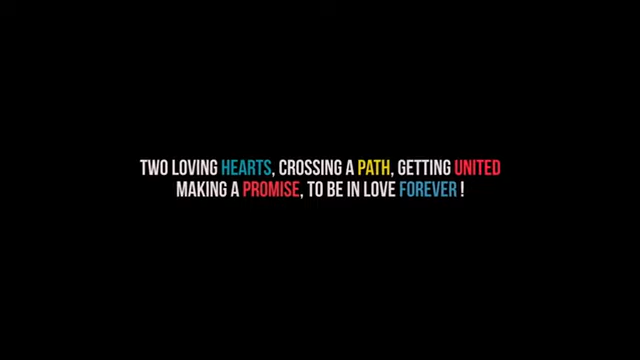 TWO LOVING HEARTS, CROSSING A PATH, GETTING UNITED
MAKING A PROMISE, TO BE IN LOVE FOREVER !